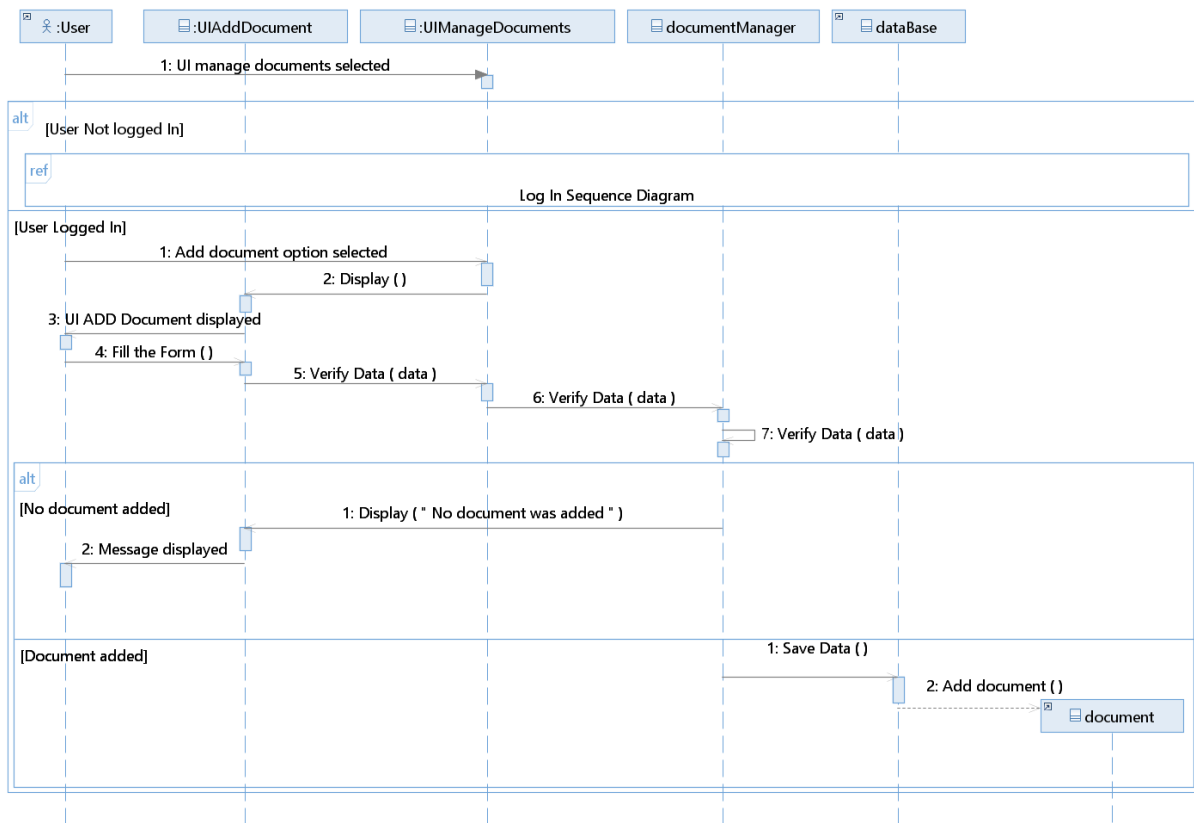 :User
:UIAddDocument
:UIManageDocuments
documentManager
dataBase
1: UI manage documents selected
alt
[User Not logged In]
ref
Log In Sequence Diagram
[User Logged In]
1: Add document option selected
2: Display ( )
3: UI ADD Document displayed
4: Fill the Form ( )
5: Verify Data ( data )
6: Verify Data ( data )
7: Verify Data ( data )
alt
[No document added]
1: Display ( " No document was added " )
2: Message displayed
[Document added]
1: Save Data ( )
2: Add document ( )
document